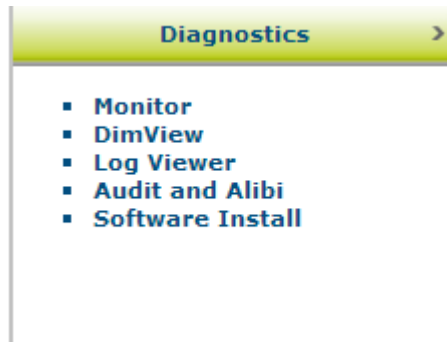 Diagnostics
Monitor
DimView
Log Viewer
Audit and Alibi
Software Install